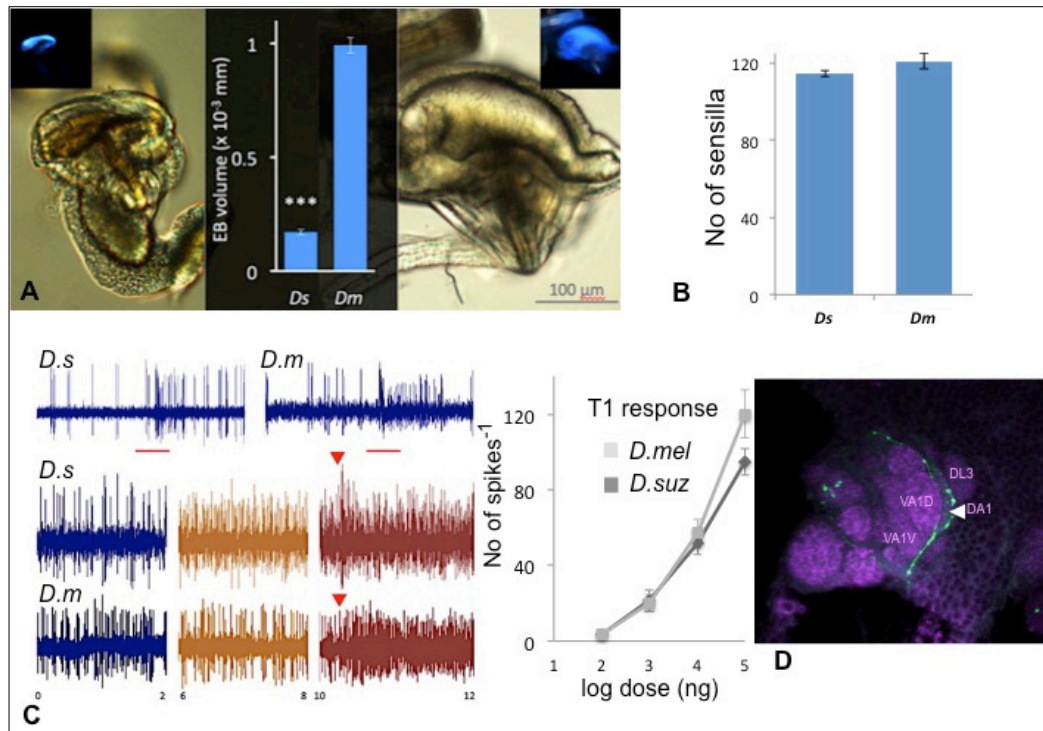 1
0.5
0
EB volume (x 10-3 mm)
***
Ds
Dm
100 µm
A
120
80
40
0
No of sensilla
Ds
Dm
B
D.s
D.m
D.s
D.m
0
2
6
8
10
12
C
T1 response
D.mel
D.suz
No of spikes-1
120
80
40
0
1
2
3
4
5
log dose (ng)
DL3
VA1D
DA1
VA1V
D